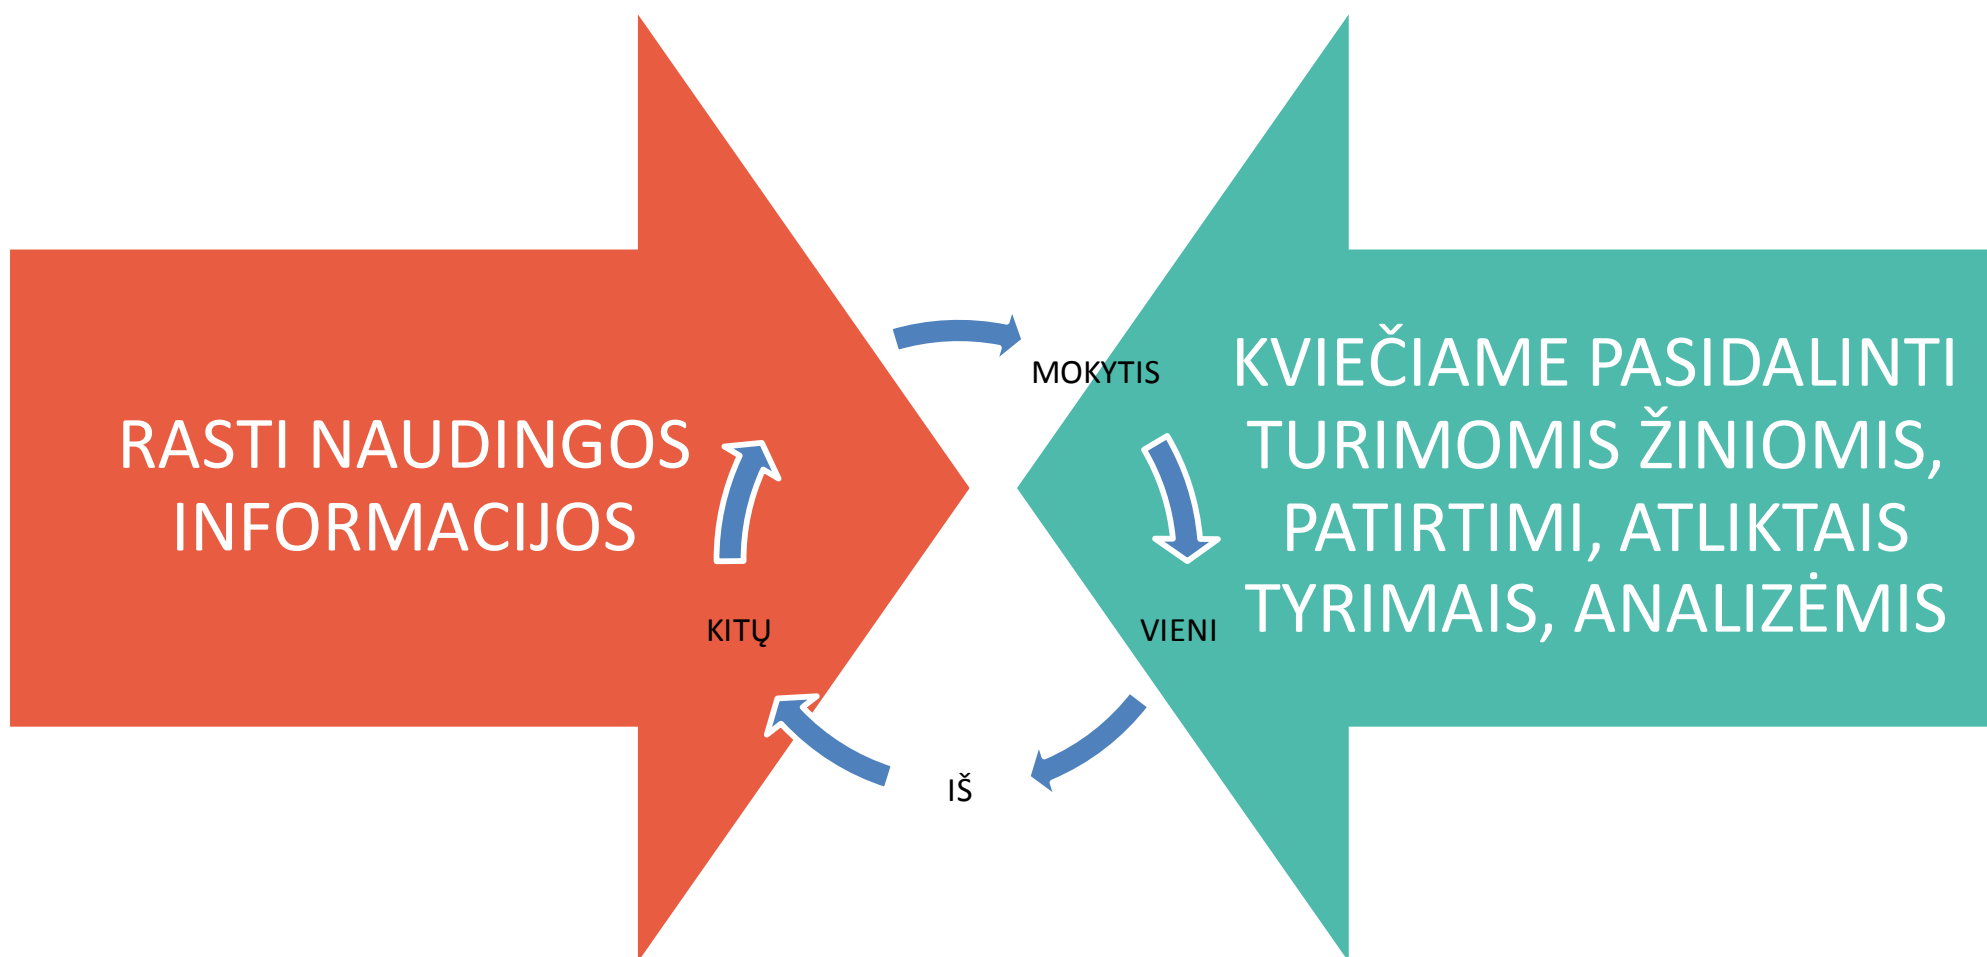 RASTI NAUDINGOS
INFORMACIJOS
MOKYTIS
VIENI
IŠ
KITŲ
KVIEČIAME PASIDALINTI
TURIMOMIS ŽINIOMIS,
PATIRTIMI, ATLIKTAIS
TYRIMAIS, ANALIZĖMIS